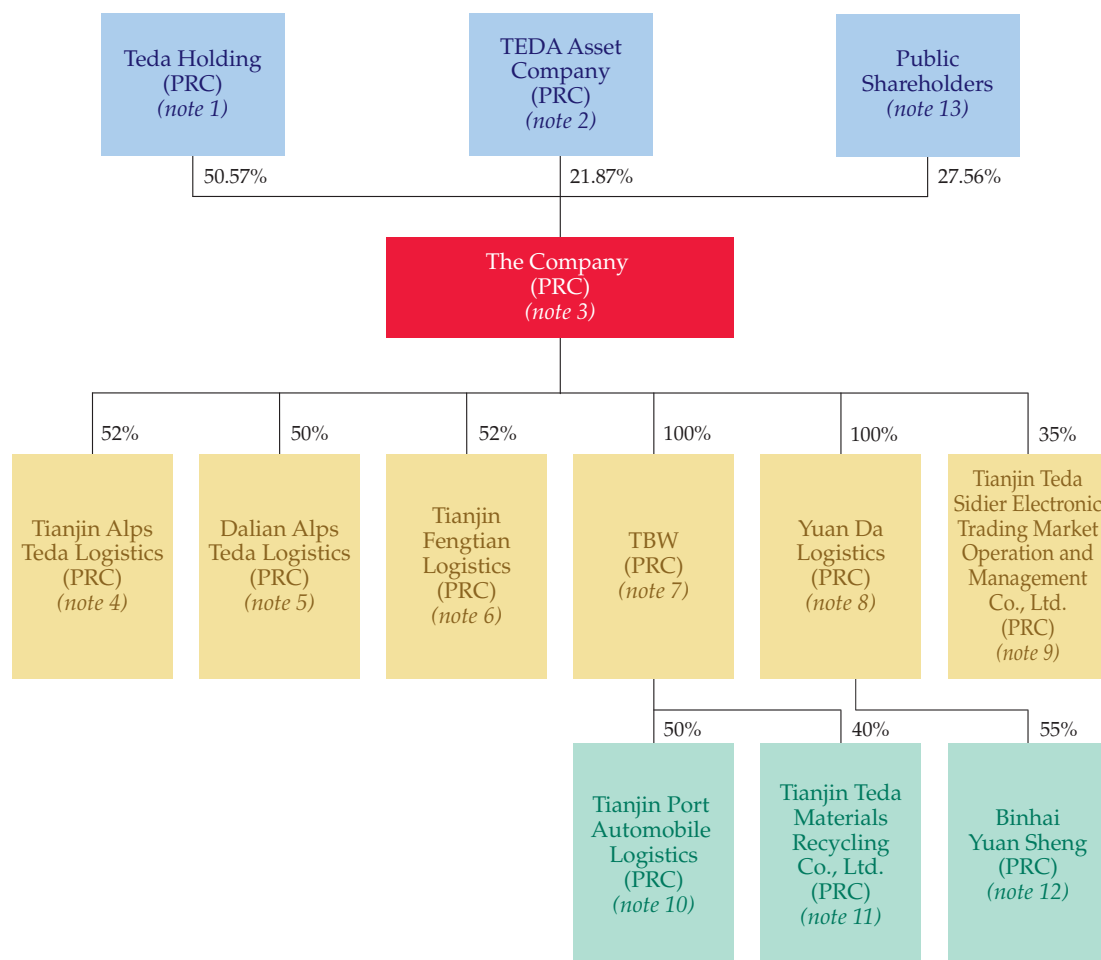 Teda Holding
(PRC)
(note 1)
TEDA Asset
Company
(PRC)
(note 2)
Public
Shareholders
(note 13)
50.57%
21.87%
27.56%
The Company
(PRC)
(note 3)
52%
50%
52%
100%
100%
35%
Tianjin Alps
Teda Logistics
(PRC)
(note 4)
Dalian Alps
Teda Logistics
(PRC)
(note 5)
Tianjin
Fengtian
Logistics
(PRC)
(note 6)
TBW
(PRC)
(note 7)
Yuan Da
Logistics
(PRC)
(note 8)
Tianjin Teda
Sidier Electronic
Trading Market
Operation and
Management
Co., Ltd.
(PRC)
(note 9)
50%
40%
55%
Tianjin Port
Automobile
Logistics
(PRC)
(note 10)
Tianjin Teda
Materials
Recycling
Co., Ltd.
(PRC)
(note 11)
Binhai
Yuan Sheng
(PRC)
(note 12)